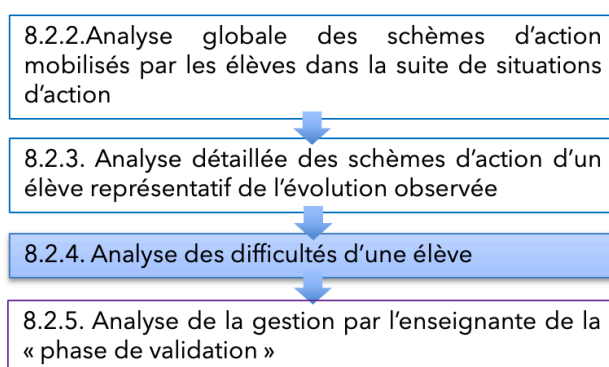 8.2.2.Analyse globale des schèmes d’action
mobilisés par les élèves dans la suite de situations
d’action
8.2.3. Analyse détaillée des schèmes d’action d’un
élève représentatif de l’évolution observée
8.2.4. Analyse des difficultés d’une élève
8.2.5. Analyse de la gestion par l’enseignante de la
« phase de validation »